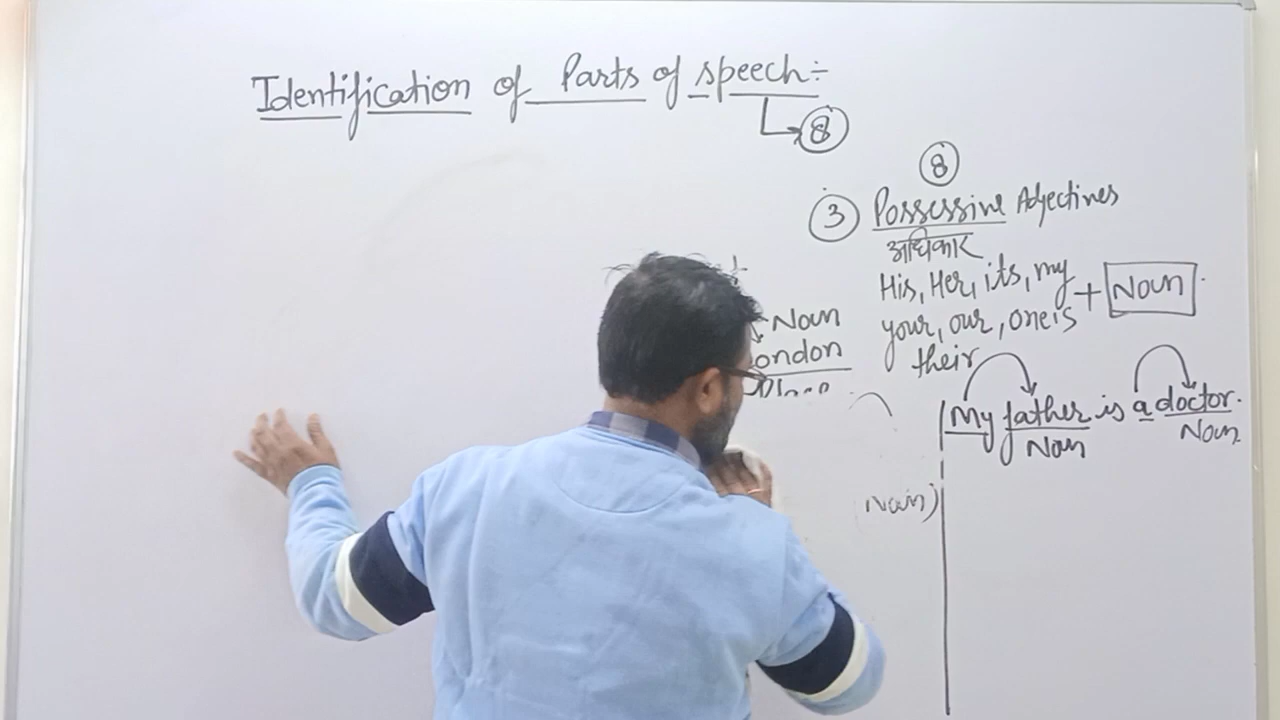 Identification of Parts of speech:-
8
8
3 Possessive Adjectives
अधिकार
His, Her, its, my
your, our, one's
their
+ Noun
Noun
ondon
My father is a doctor.
Noun
Noun
Noun)